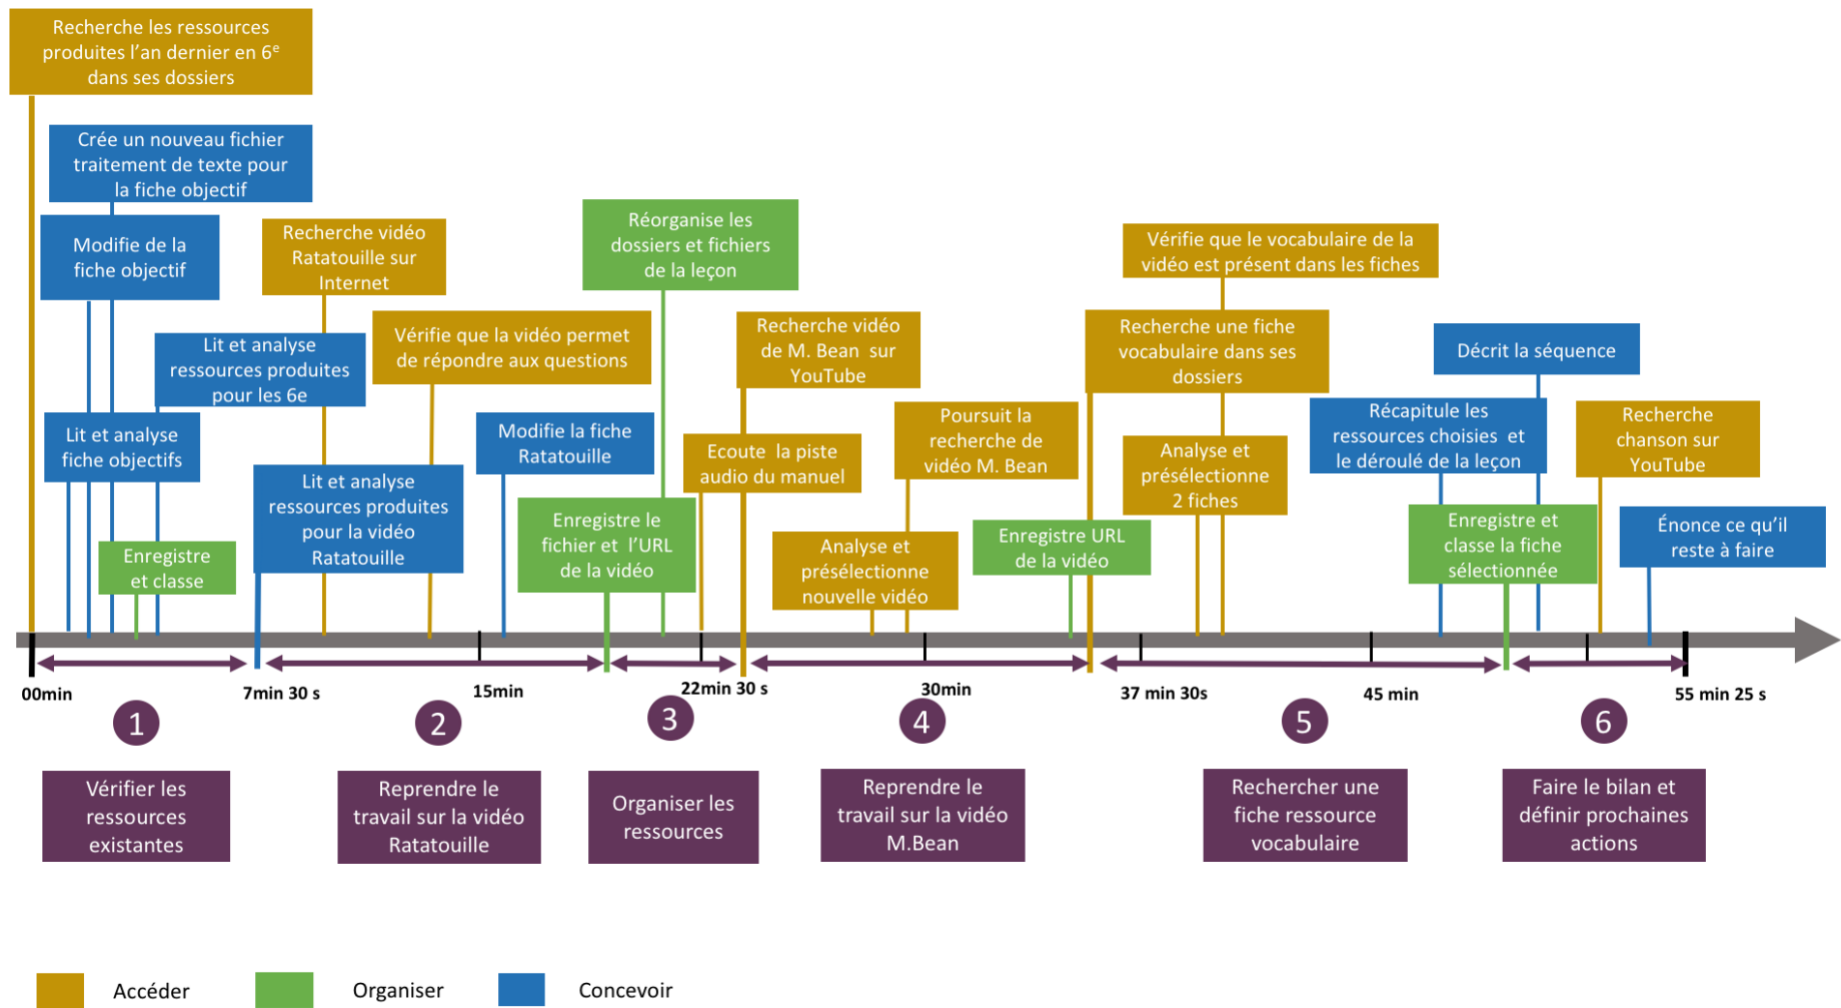 Recherche les ressources
produites l'an dernier en 6e
dans ses dossiers
Crée un nouveau fichier
traitement de texte pour
la fiche objectif
Modifie de la
fiche objectif
Lit et analyse
ressources produites
pour les 6e
Lit et analyse
fiche objectifs
Enregistre
et classe
Recherche vidéo
Ratatouille sur
Internet
Vérifie que la vidéo permet
de répondre aux questions
Lit et analyse
ressources produites
pour la vidéo
Ratatouille
Modifie la fiche
Ratatouille
Réorganise les
dossiers et fichiers
de la leçon
Enregistre le
fichier et l'URL
de la vidéo
Recherche vidéo
de M. Bean sur
YouTube
Ecoute la piste
audio du manuel
Poursuit la
recherche de
vidéo M. Bean
Analyse et
présélectionne
nouvelle vidéo
Enregistre URL
de la vidéo
Vérifie que le vocabulaire de la
vidéo est présent dans les fiches
Recherche une fiche
vocabulaire dans ses
dossiers
Analyse et
présélectionne
2 fiches
Décrit la séquence
Récapitule les
ressources choisies et
le déroulé de la leçon
Enregistre et
classe la fiche
sélectionnée
Recherche
chanson sur
YouTube
Énonce ce qu'il
reste à faire
00min
7min 30 s
15min
22min 30 s
30min
37 min 30s
45 min
55 min 25 s
1
2
3
4
5
6
Vérifier les
ressources
existantes
Reprendre le
travail sur la vidéo
Ratatouille
Organiser les
ressources
Reprendre le
travail sur la vidéo
M.Bean
Rechercher une
fiche ressource
vocabulaire
Faire le bilan et
définir prochaines
actions
Accéder
Organiser
Concevoir